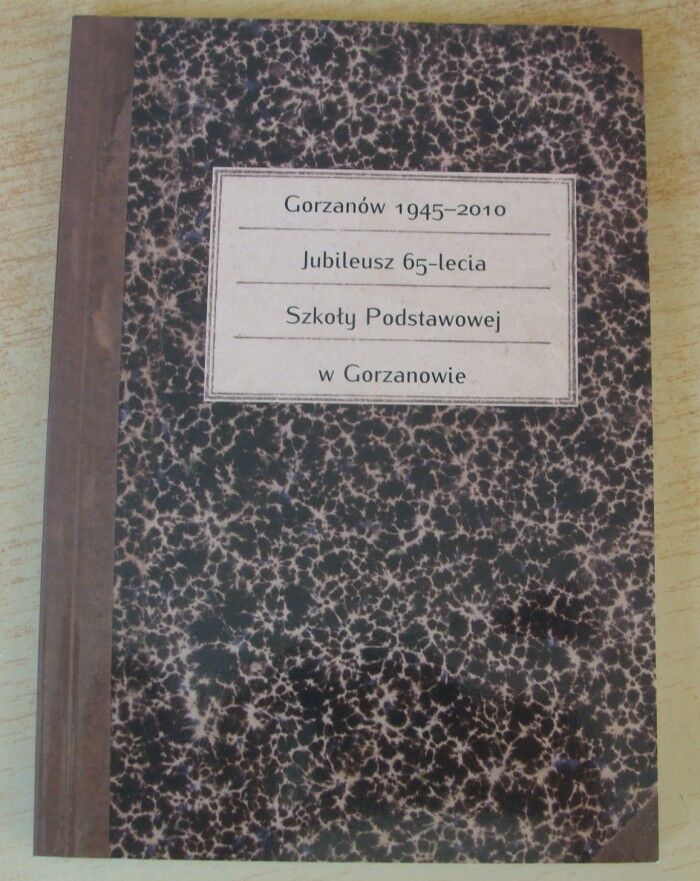 Gorzanów 1945–2010
Jubileusz 65-lecia
Szkoły Podstawowej
w Gorzanowie